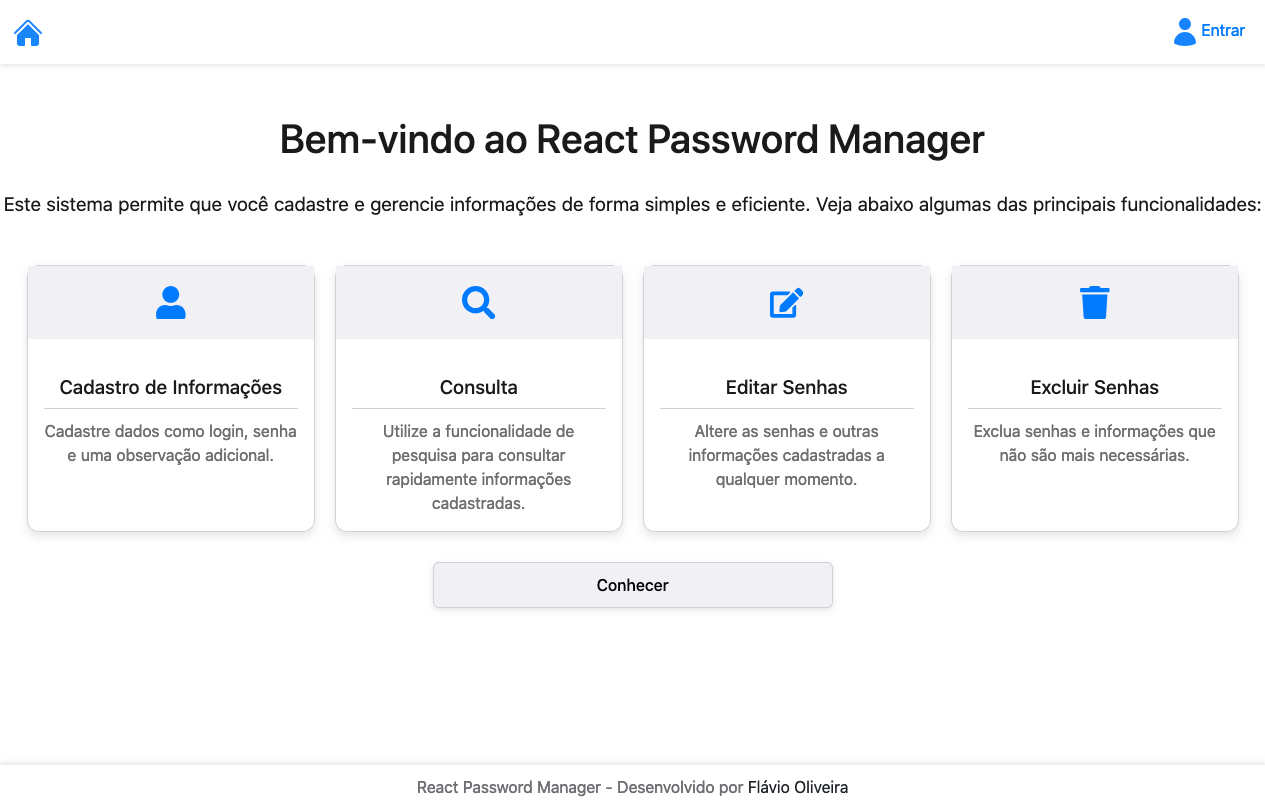 Entrar
Bem-vindo ao React Password Manager
Este sistema permite que você cadastre e gerencie informações de forma simples e eficiente. Veja abaixo algumas das principais funcionalidades:
Cadastro de Informações
Cadastre dados como login, senha
e uma observação adicional.
Consulta
Utilize a funcionalidade de
pesquisa para consultar
rapidamente informações
cadastradas.
Editar Senhas
Altere as senhas e outras
informações cadastradas a
qualquer momento.
Excluir Senhas
Exclua senhas e informações que
não são mais necessárias.
Conhecer
React Password Manager - Desenvolvido por Flávio Oliveira